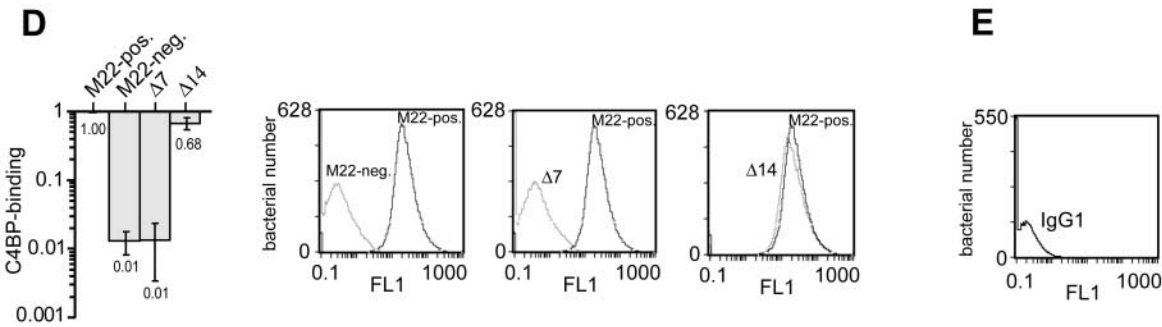 D
M22-pos.
M22-neg.
Δ7
Δ14
C4BP-binding
1
0.1
0.01
0.001
1.00
0.01
0.01
0.68
bacterial number
628
0
M22-neg.
M22-pos.
0.1
1000
FL1
628
0
Δ7
M22-pos.
0.1
1000
FL1
628
0
Δ14
M22-pos.
0.1
1000
FL1
E
bacterial number
550
0
IgG1
0.1
1000
FL1